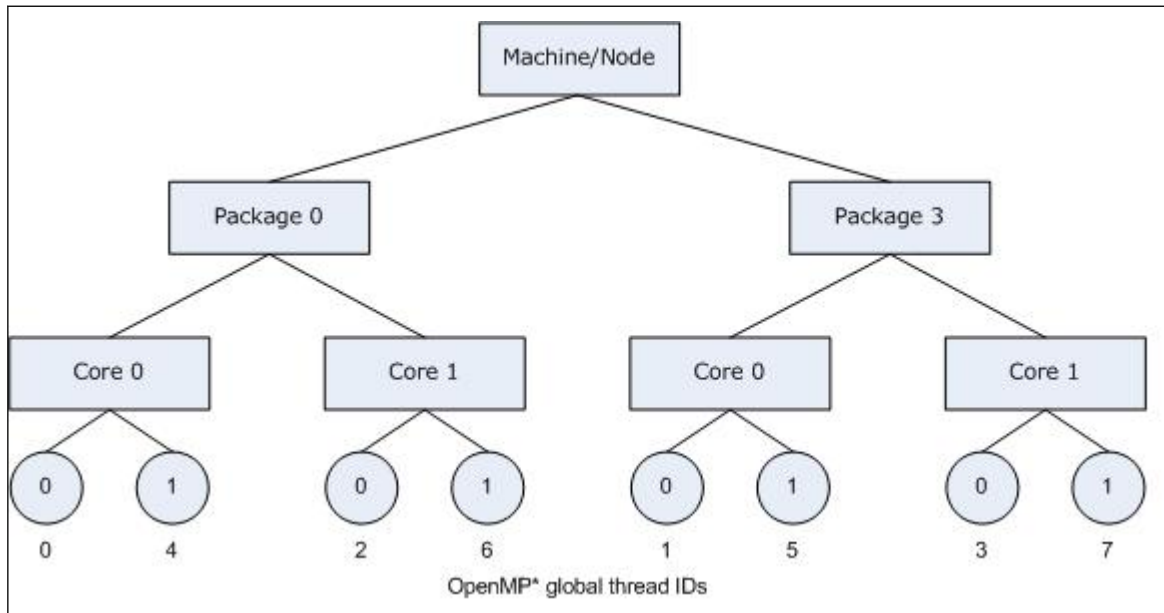 Machine/Node
Package 0 Package 3
Core 0 Core 1 Core 0 Core 1
0 1 0 1 0 1 0 1
0 4 2 6 1 5 3 7
OpenMP* global thread IDs